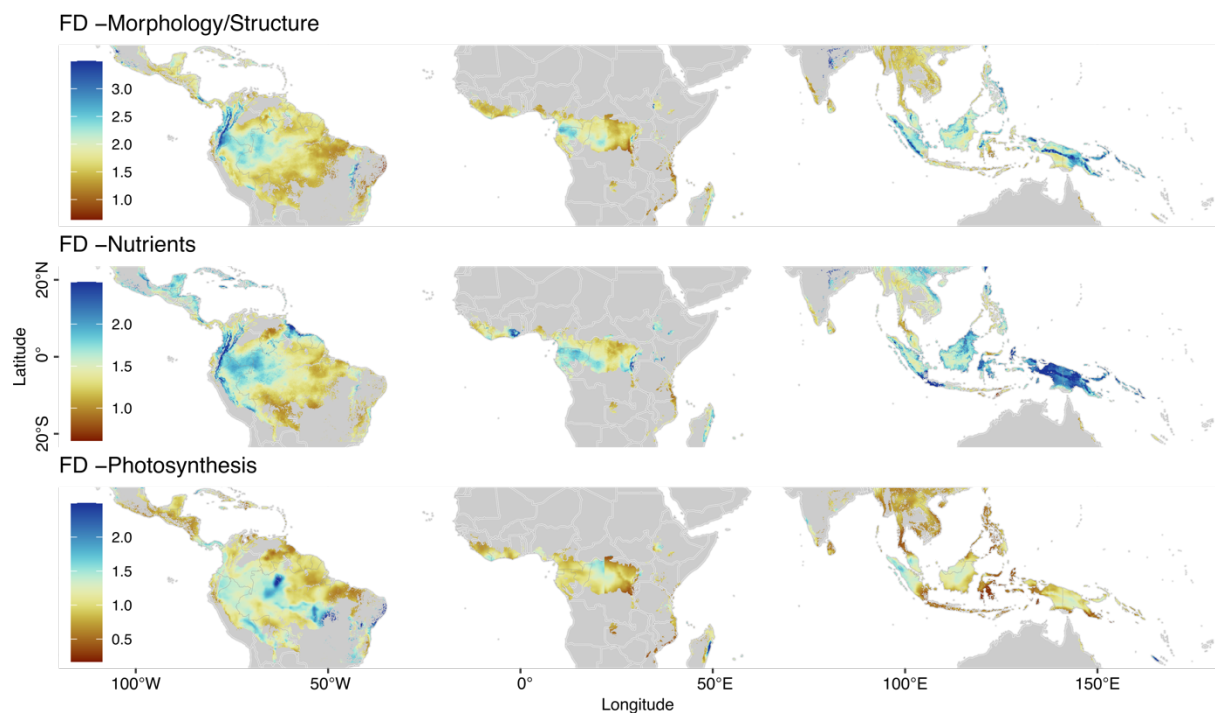 FD –Morphology/Structure
3.0
2.5
2.0
1.5
1.0
FD –Nutrients
20°N
0°
20°S
Latitude
2.0
1.5
1.0
FD –Photosynthesis
2.0
1.5
1.0
0.5
100°W
50°W
0°
50°E
100°E
150°E
Longitude